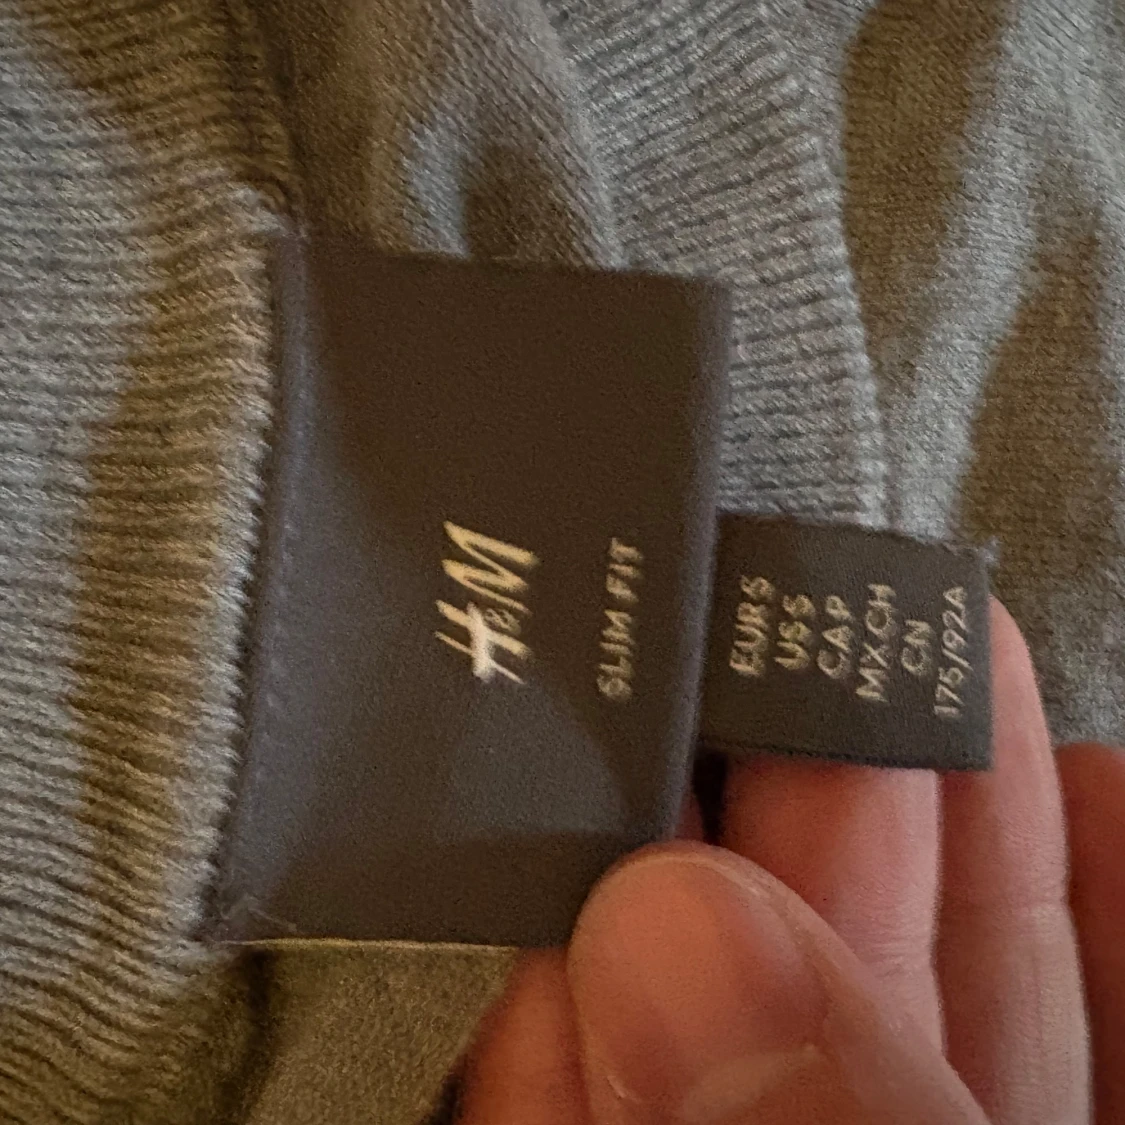 H&M
SLIM FIT
EUR S
US S
CA P
MX CH
CN
175/92A